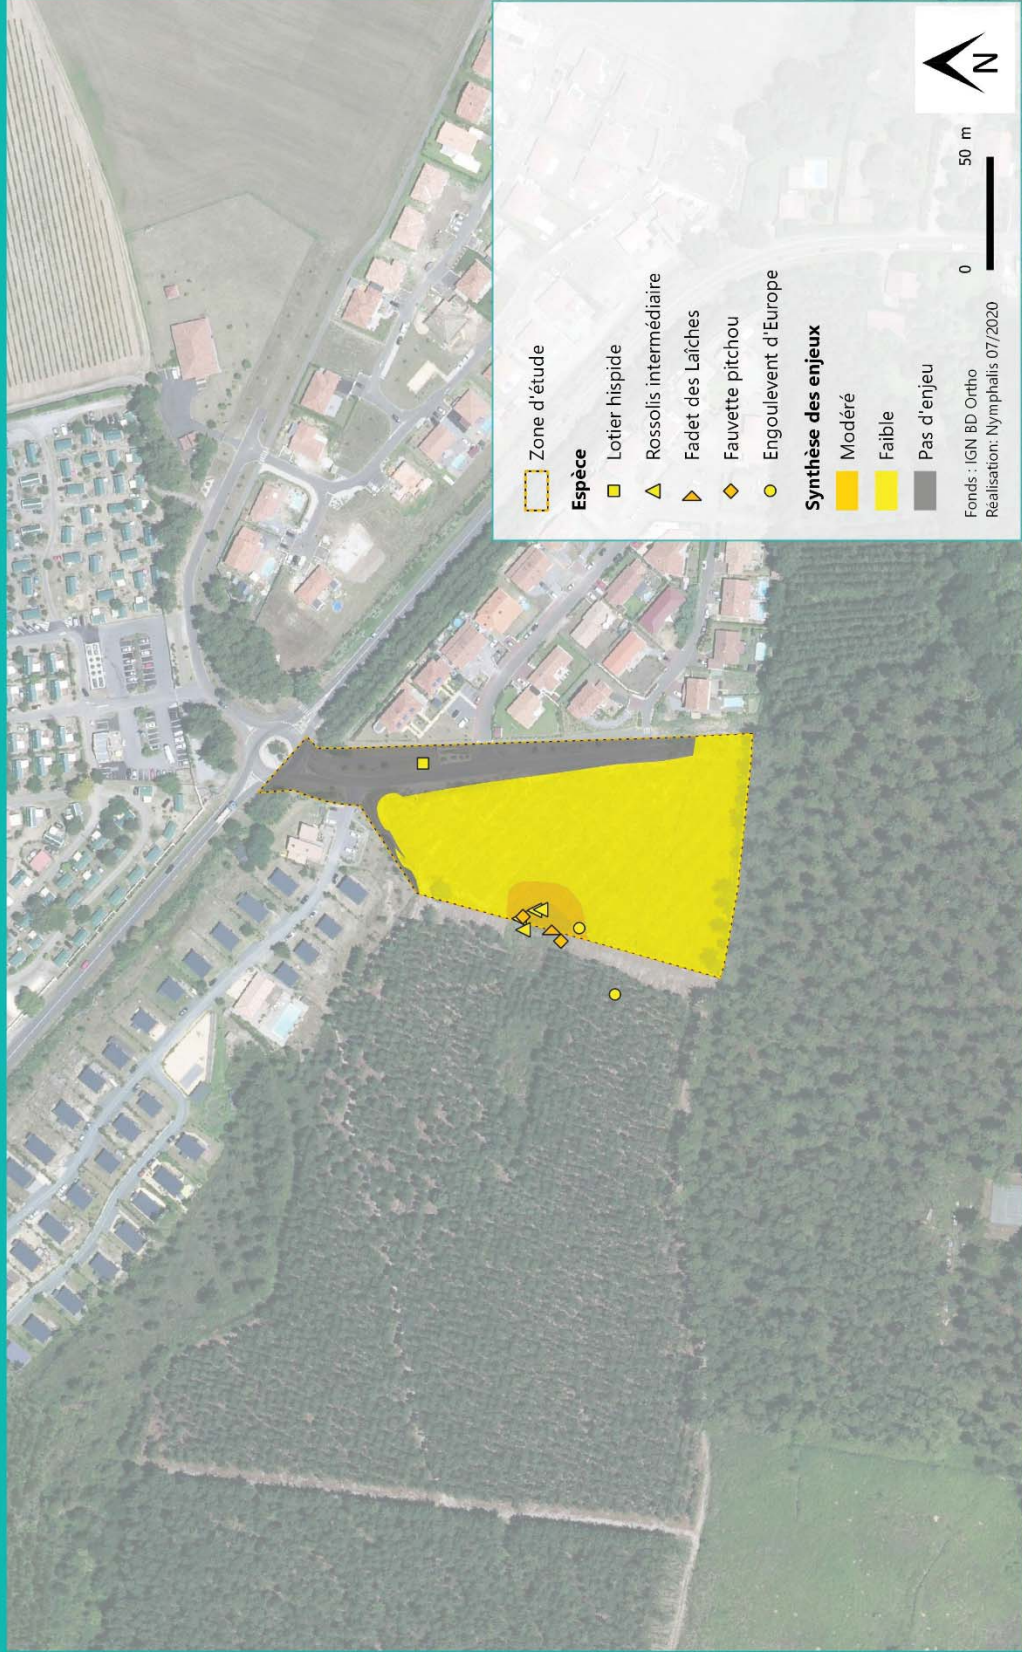 N
Zone d'étude
Espèce
Lotier hispide
Rossolis intermédiaire
Fadet des Laîches
Fauvette pitchou
Engoulevent d'Europe
Synthèse des enjeux
Modéré
Faible
Pas d'enjeu
0 50 m
Fonds : IGN BD Ortho
Réalisation: Nymphalis 07/2020